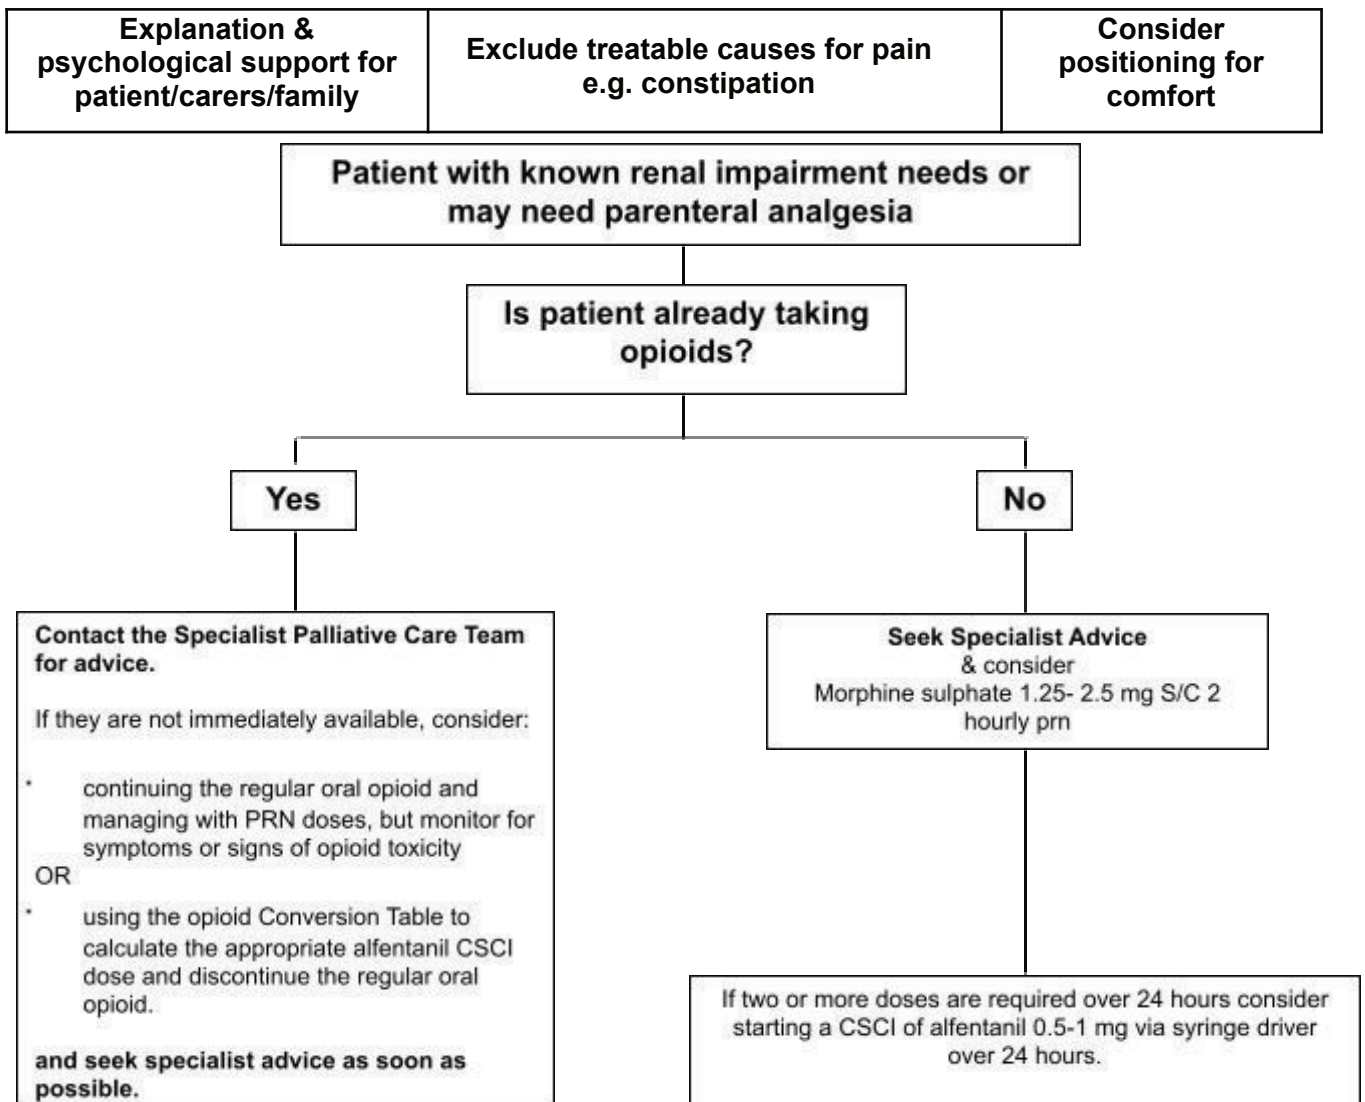 Explanation &
psychological support for
patient/carers/family
Exclude treatable causes for pain
e.g. constipation
Consider
positioning for
comfort
Patient with known renal impairment needs or
may need parenteral analgesia
Is patient already taking
opioids?
Yes
No
Contact the Specialist Palliative Care Team
for advice.
If they are not immediately available, consider:
• continuing the regular oral opioid and
managing with PRN doses, but monitor for
symptoms or signs of opioid toxicity
OR
• using the opioid Conversion Table to
calculate the appropriate alfentanil CSCI
dose and discontinue the regular oral
opioid.
and seek specialist advice as soon as
possible.
Seek Specialist Advice
& consider
Morphine sulphate 1.25- 2.5 mg S/C 2
hourly prn
If two or more doses are required over 24 hours consider
starting a CSCI of alfentanil 0.5-1 mg via syringe driver
over 24 hours.